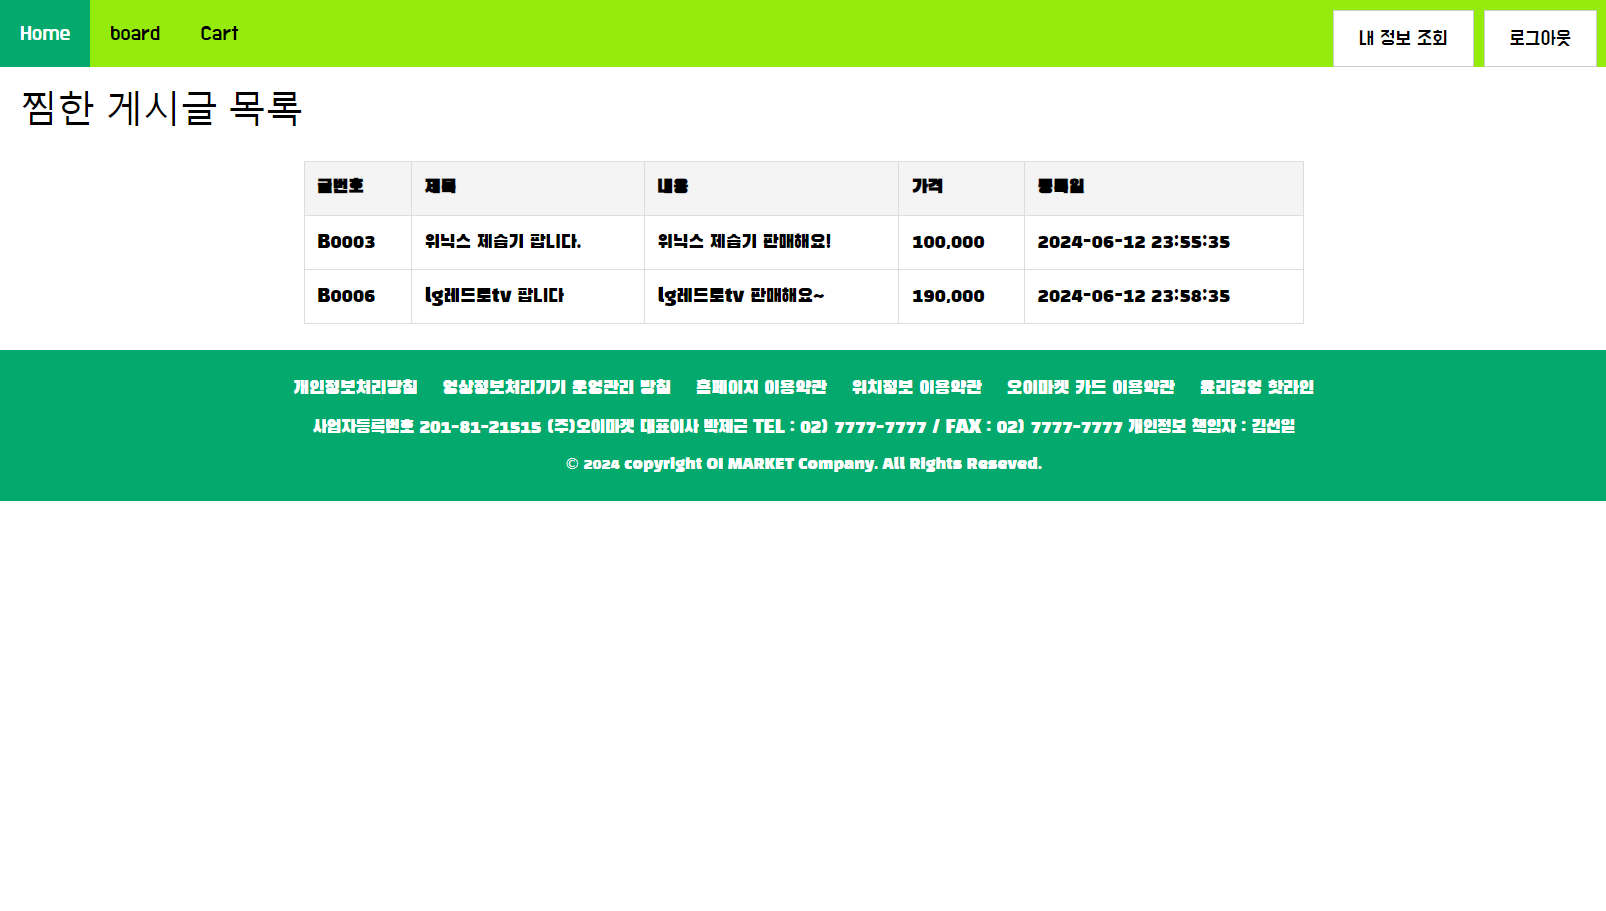 Home board Cart 내 정보 조회 로그아웃
찜한 게시글 목록
글번호 제목 내용 가격 등록일
B0003 위닉스 제습기 팝니다. 위닉스 제습기 판매해요! 100,000 2024-06-12 23:55:35
B0006 lg레드토tv 팝니다 lg레드토tv 판매해요~ 190,000 2024-06-12 23:58:35
개인정보처리방침 영상정보처리기기 운영관리 방침 홈페이지 이용약관 위치정보 이용약관 오이마켓 카드 이용약관 윤리경영 핫라인
사업자등록번호 201-81-21515 (주)오이마켓 대표이사 박제근 TEL : 02) 7777-7777 / FAX : 02) 7777-7777 개인정보 책임자 : 김선일
© 2024 copyright OI MARKET Company. All Rights Reseved.